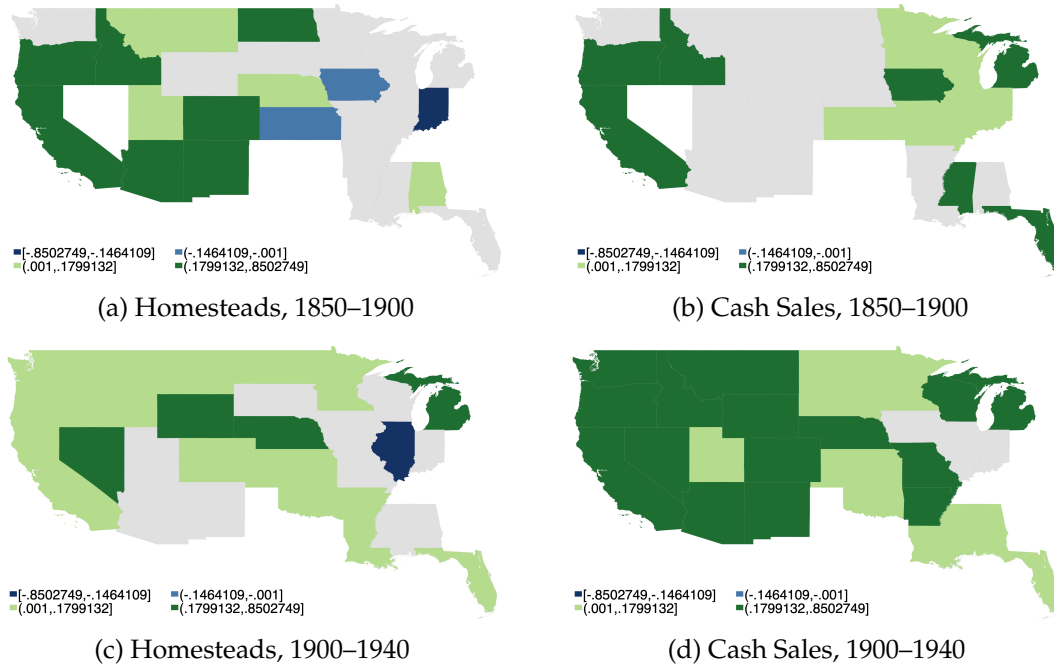 [-.8502749,-.1464109] (-.1464109,-.001]
(.001,.1799132] (.1799132,.8502749]
(a) Homesteads, 1850–1900
[-.8502749,-.1464109] (-.1464109,-.001]
(.001,.1799132] (.1799132,.8502749]
(b) Cash Sales, 1850–1900
[-.8502749,-.1464109] (-.1464109,-.001]
(.001,.1799132] (.1799132,.8502749]
(c) Homesteads, 1900–1940
[-.8502749,-.1464109] (-.1464109,-.001]
(.001,.1799132] (.1799132,.8502749]
(d) Cash Sales, 1900–1940